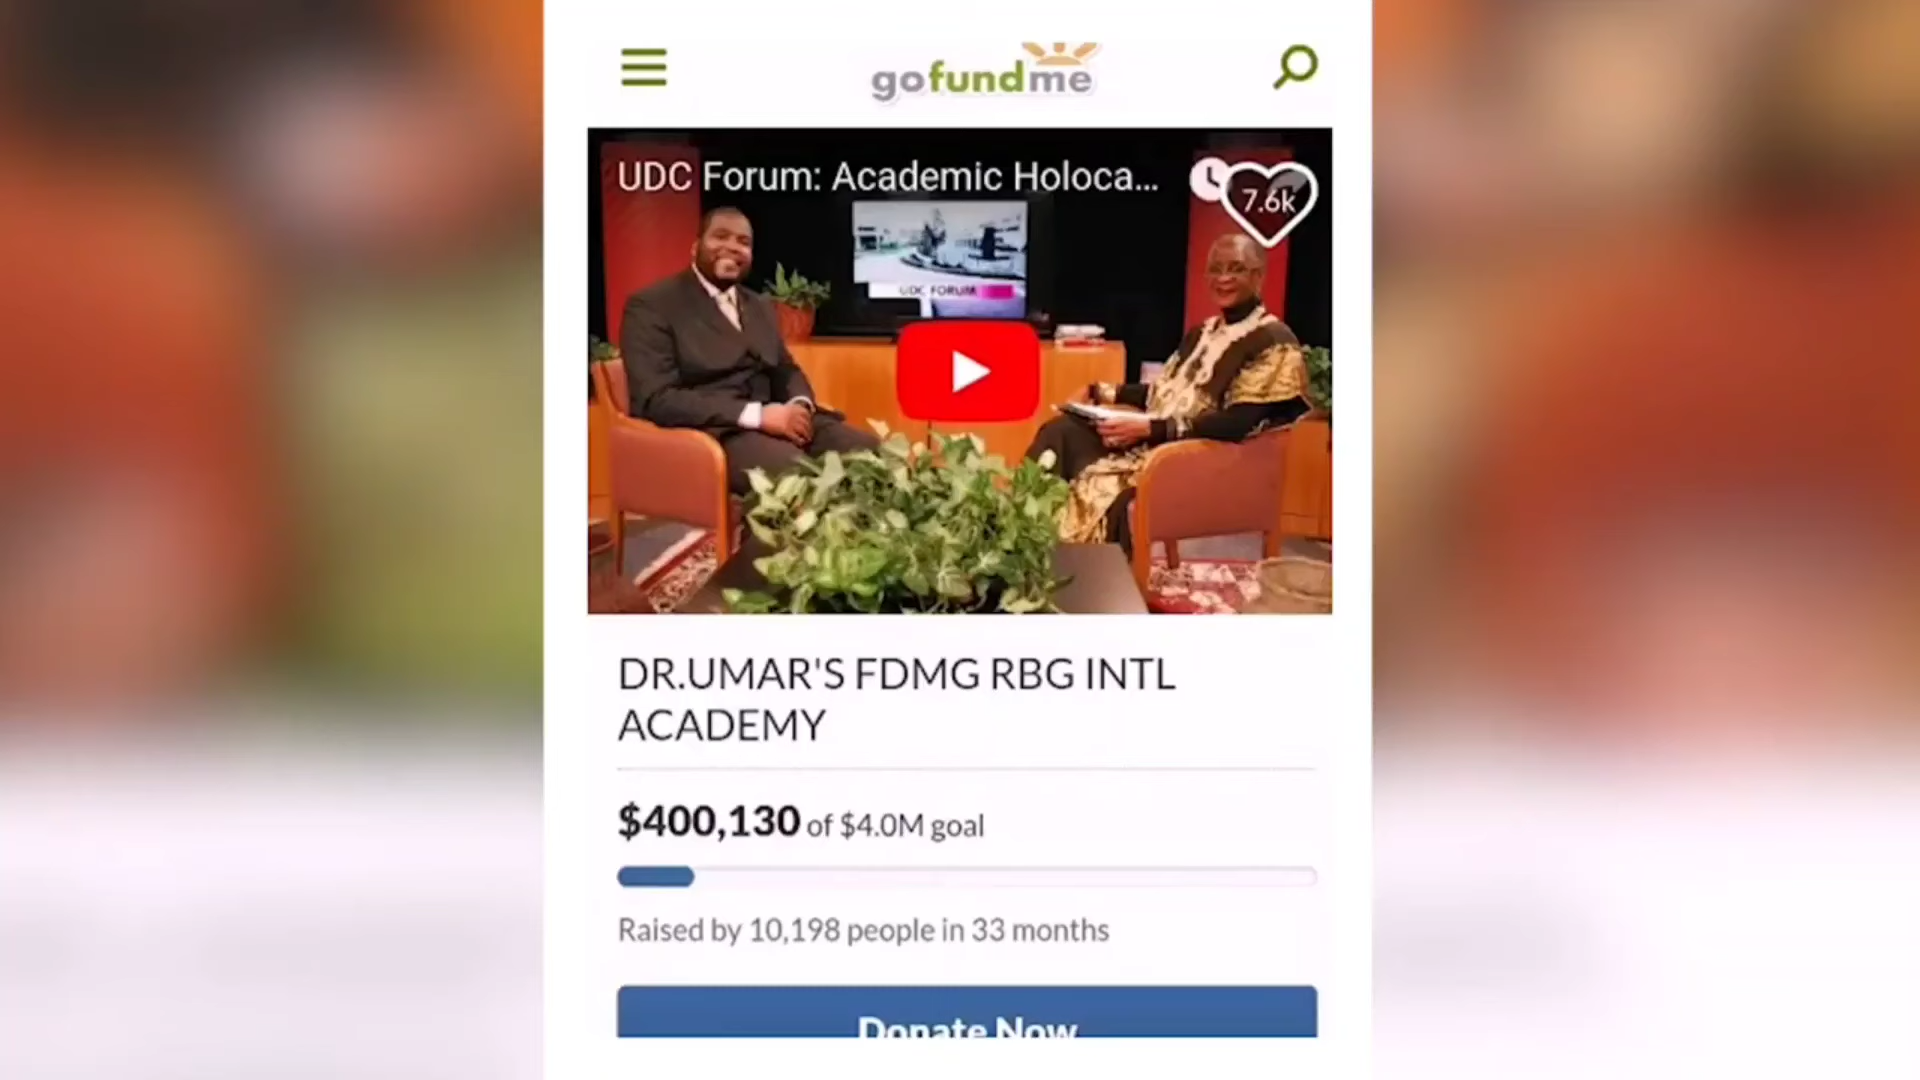 gofundme
UDC Forum: Academic Holoca...
7.6k
UDC FORUM
DR.UMAR'S FDMG RBG INTL
ACADEMY
$400,130 of $4.0M goal
Raised by 10,198 people in 33 months
Donate Now